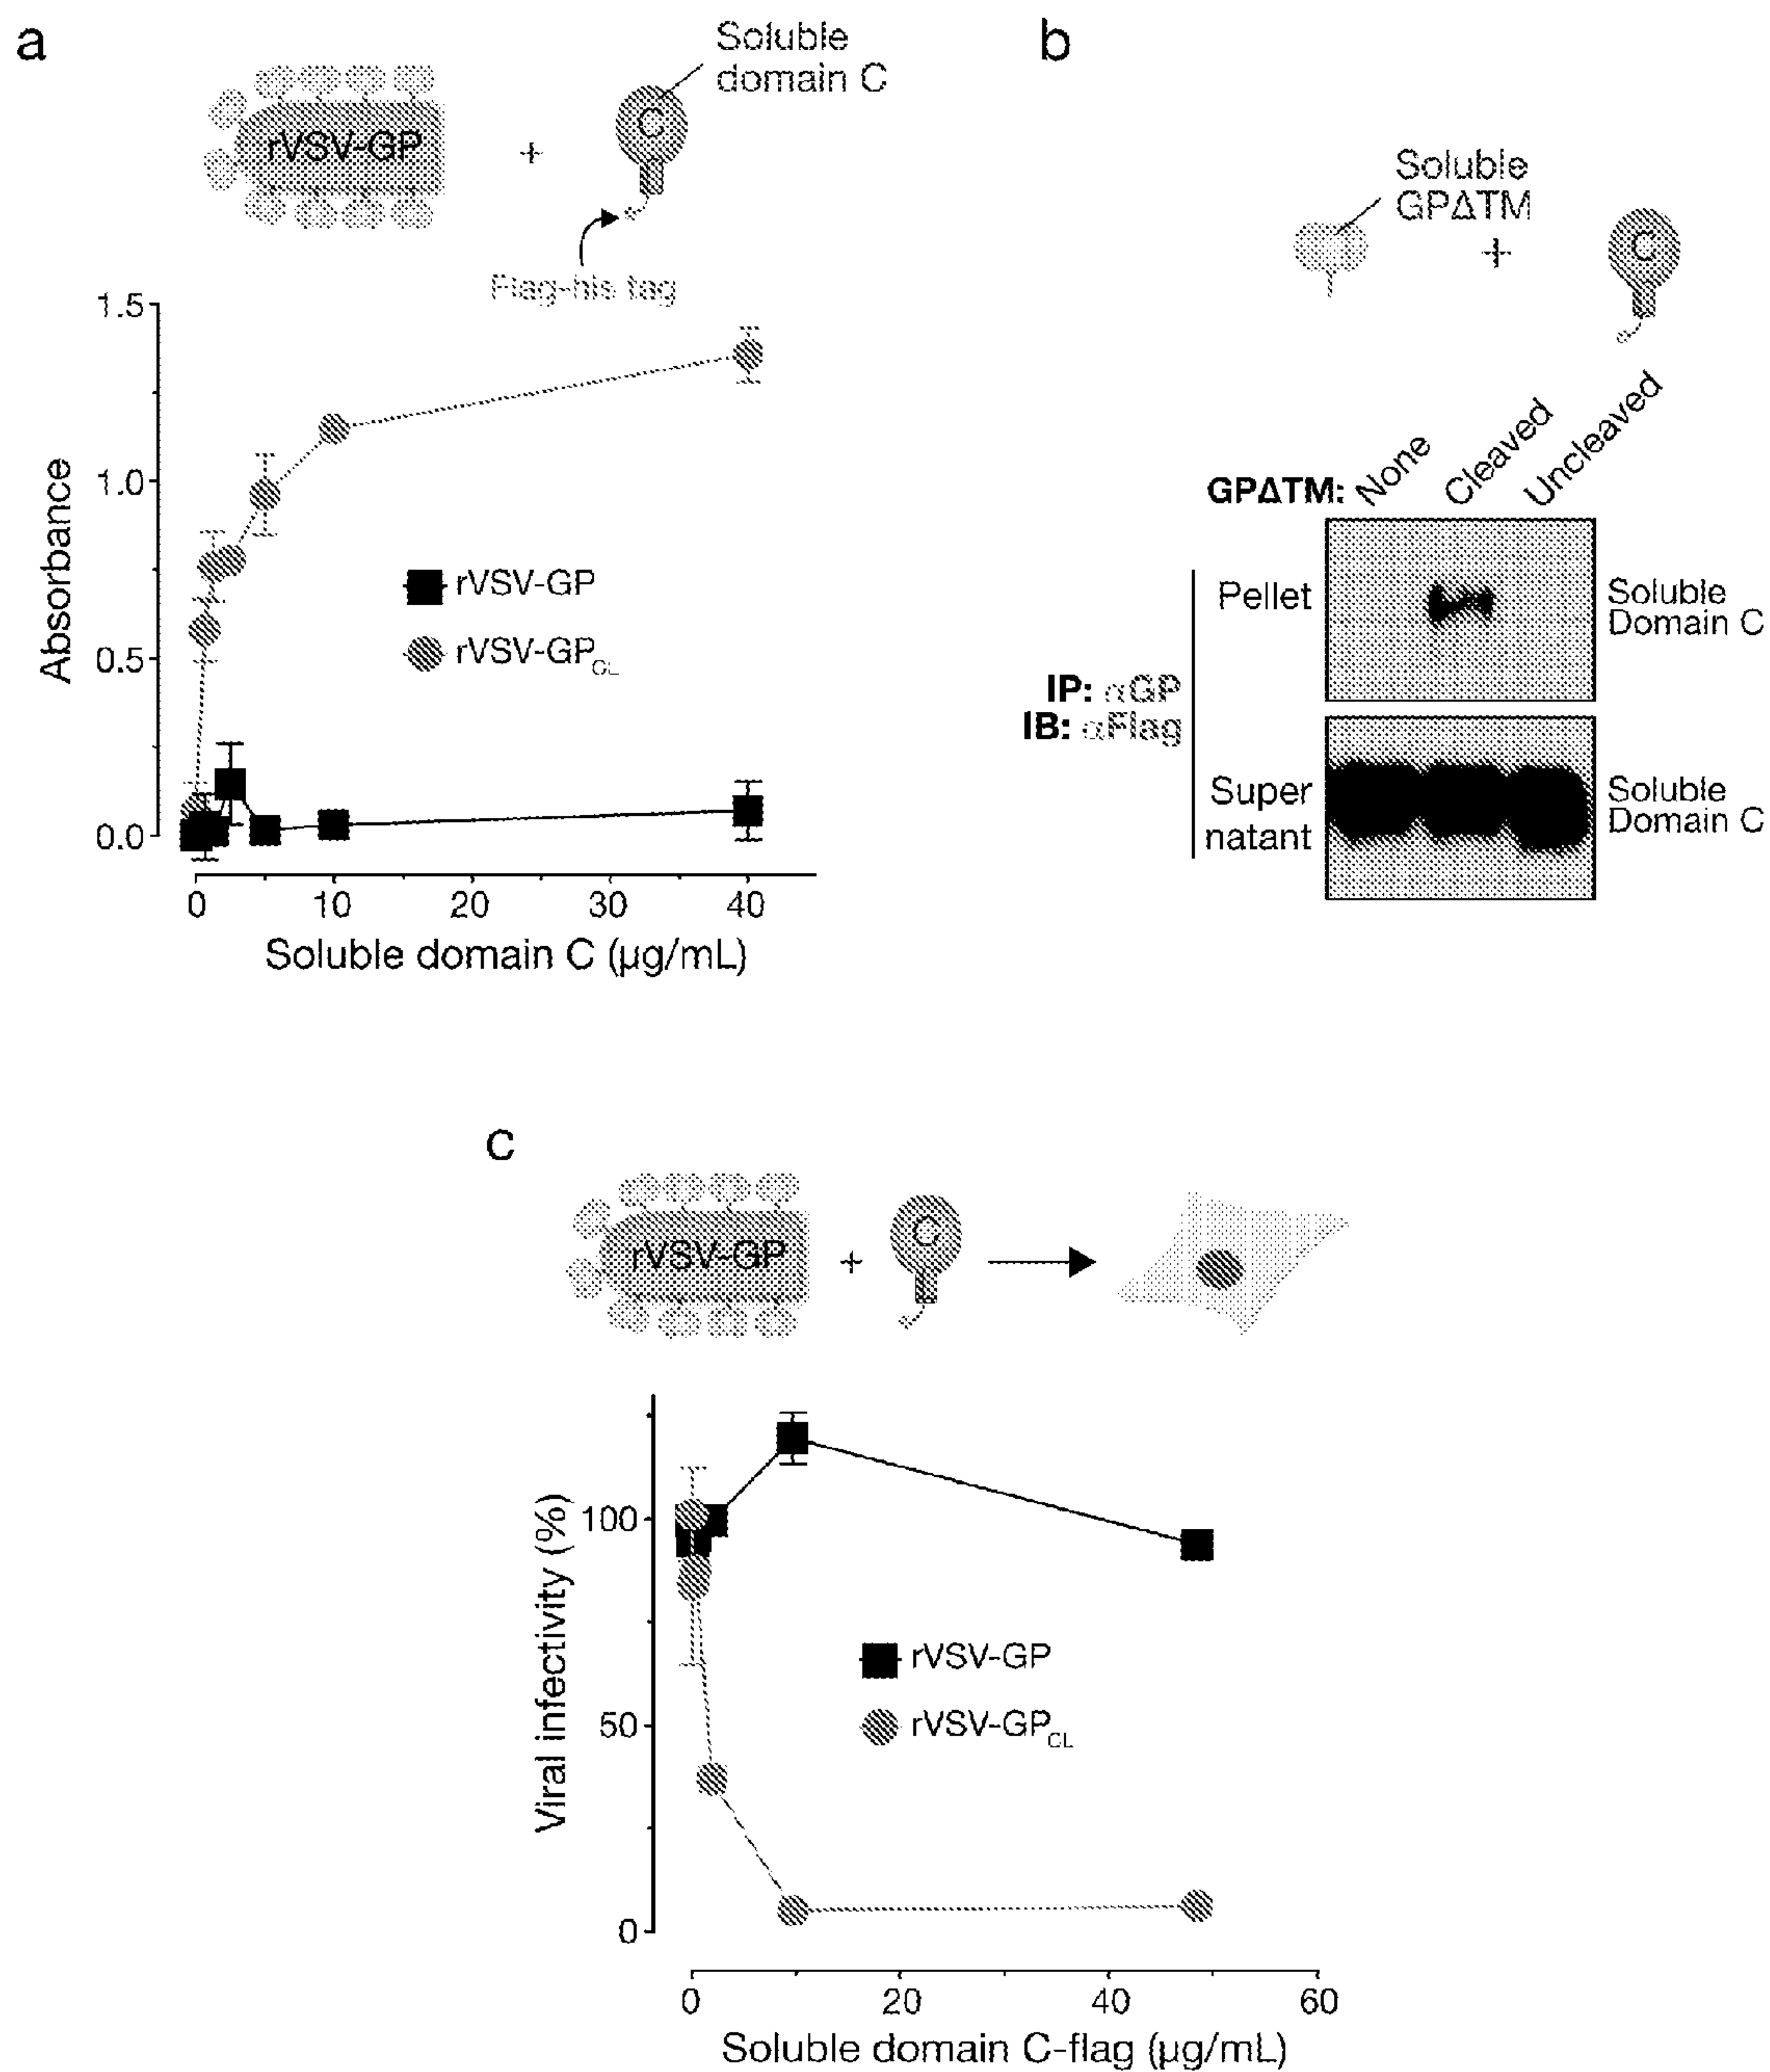 a
Soluble
domain C
rVSV-GP
+
C
Flag-his tag
1.5
1.0
0.5
0.0
Absorbance
rVSV-GP
rVSV-GPCL
0 10 20 30 40
Soluble domain C (µg/mL)
b
Soluble
GPΔTM
+
C
GPΔTM: None Cleaved Uncleaved
Pellet
Soluble
Domain C
IP: αGP
IB: αFlag
Super
natant
Soluble
Domain C
c
rVSV-GP
+
C
100
50
0
Viral infectivity (%)
rVSV-GP
rVSV-GPCL
0 20 40 60
Soluble domain C-flag (µg/mL)